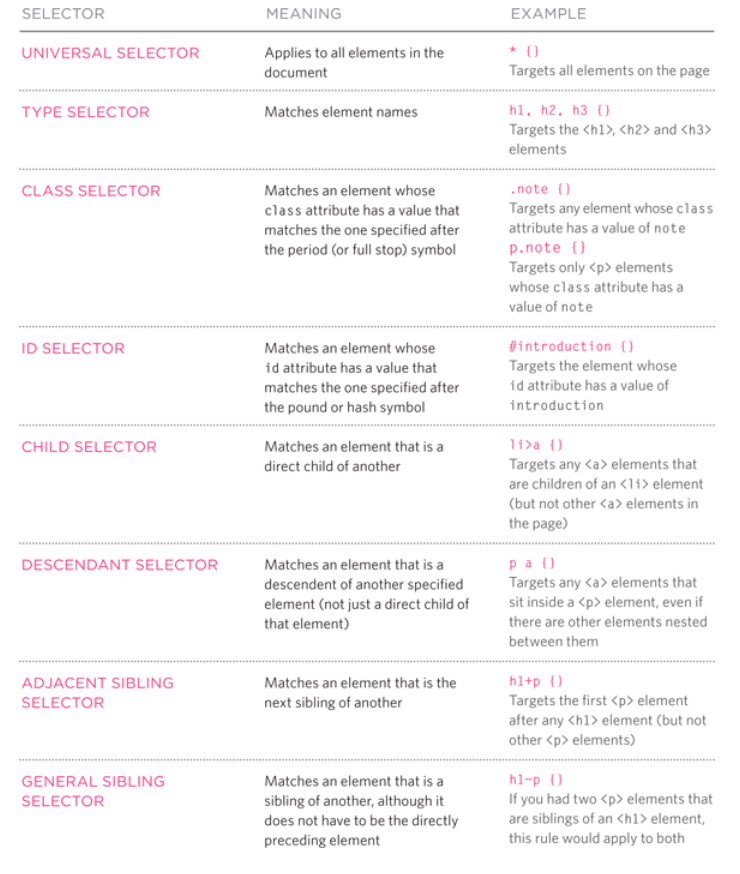 SELECTOR MEANING EXAMPLE
UNIVERSAL SELECTOR
Applies to all elements in the
document
* {}
Targets all elements on the page
TYPE SELECTOR
Matches element names
h1, h2, h3 {}
Targets the <h1>, <h2> and <h3>
elements
CLASS SELECTOR
Matches an element whose
class attribute has a value that
matches the one specified after
the period (or full stop) symbol
.note {}
Targets any element whose class
attribute has a value of note
p.note {}
Targets only <p> elements
whose class attribute has a
value of note
ID SELECTOR
Matches an element whose
id attribute has a value that
matches the one specified after
the pound or hash symbol
#introduction {}
Targets the element whose
id attribute has a value of
introduction
CHILD SELECTOR
Matches an element that is a
direct child of another
li>a {}
Targets any <a> elements that
are children of an <li> element
(but not other <a> elements in
the page)
DESCENDANT SELECTOR
Matches an element that is a
descendent of another specified
element (not just a direct child of
that element)
p a {}
Targets any <a> elements that
sit inside a <p> element, even if
there are other elements nested
between them
ADJACENT SIBLING
SELECTOR
Matches an element that is the
next sibling of another
h1+p {}
Targets the first <p> element
after any <h1> element (but not
other <p> elements)
GENERAL SIBLING
SELECTOR
Matches an element that is a
sibling of another, although it
does not have to be the directly
preceding element
h1~p {}
If you had two <p> elements that
are siblings of an <h1> element,
this rule would apply to both